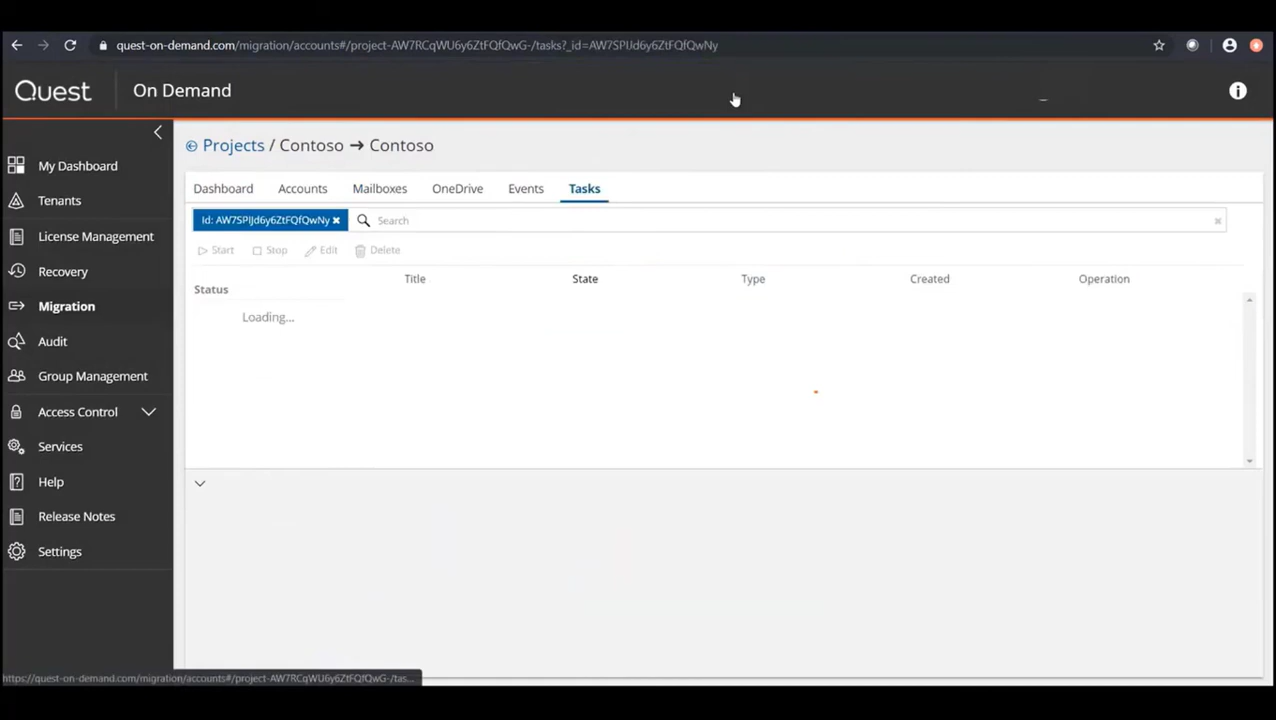 quest-on-demand.com/migration/accounts#/project-AW7RCqWU6y6ZtFQfQwG-/tasks?_id=AW7SPIJd6y6ZtFQfQwNy
Quest On Demand
Projects / Contoso → Contoso
My Dashboard
Tenants
License Management
Recovery
Migration
Audit
Group Management
Access Control
Services
Help
Release Notes
Settings
Dashboard Accounts Mailboxes OneDrive Events Tasks
Id: AW7SPIJd6y6ZtFQfQwNy Search
Start Stop Edit Delete
Title State Type Created Operation
Status
Loading...
https://quest-on-demand.com/migration/accounts#/project-AW7RCqWU6y6ZtFQfQwG-/tas...